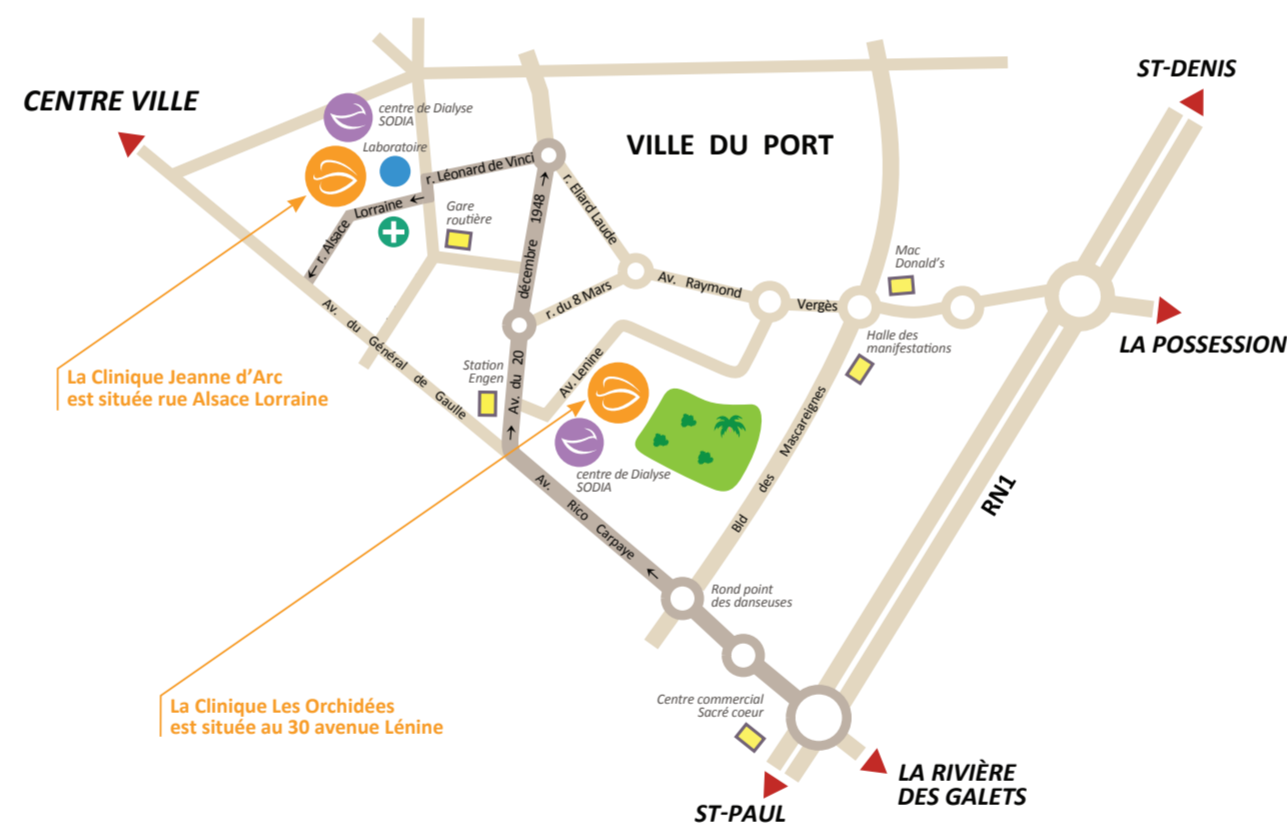 ST-DENIS
CENTRE VILLE
centre de Dialyse
SODIA
Laboratoire
VILLE DU PORT
r. Léonard de Vinci
r. Eliard Laude
r. Alsace Lorraine
Gare
routière
Av. du 20 décembre 1948
Mac
Donald's
r. du 8 Mars
Av. Raymond Vergès
Halle des
manifestations
LA POSSESSION
Av. du Général de Gaulle
Station
Engen
Av. Lenine
La Clinique Jeanne d'Arc
est située rue Alsace Lorraine
centre de Dialyse
SODIA
Bld des Mascareignes
RN1
Av. Rico Carpaye
Rond point
des danseuses
La Clinique Les Orchidées
est située au 30 avenue Lénine
Centre commercial
Sacré coeur
LA RIVIÈRE
DES GALETS
ST-PAUL